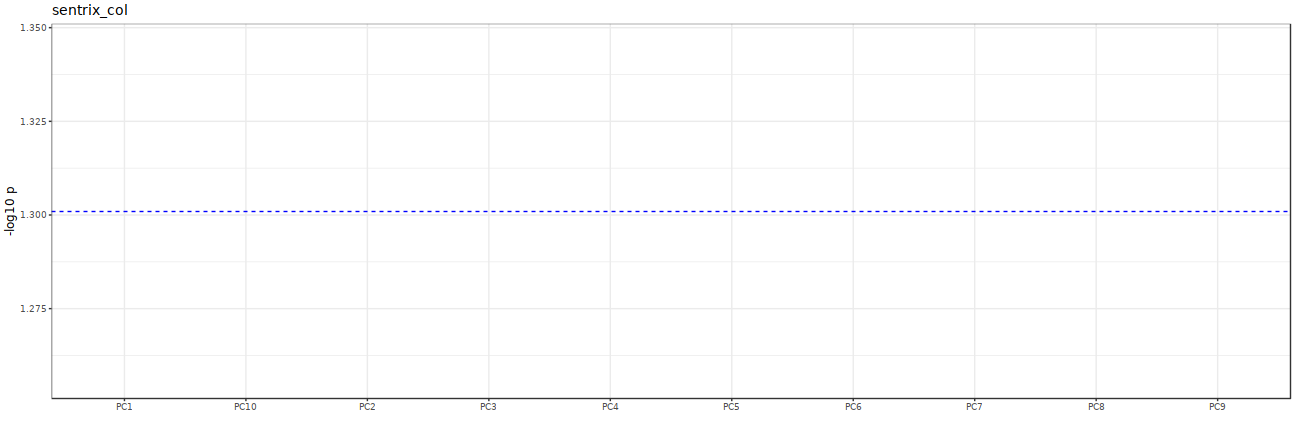 sentrix_col
1.350
1.325
1.300
1.275
-log10 p
PC1 PC10 PC2 PC3 PC4 PC5 PC6 PC7 PC8 PC9